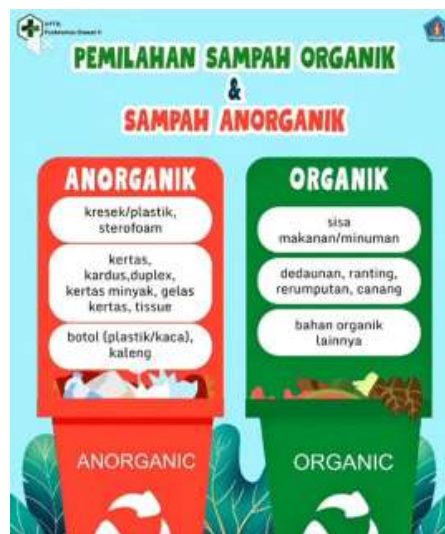 UPTD.
PEMILAHAN SAMPAH ORGANIK
&
SAMPAH ANORGANIK
ANORGANIK
kresek/plastik,
sterofoam
kertas,
kardus,duplex,
kertas minyak, gelas
kertas, tissue
botol (plastik/kaca),
kaleng
ANORGANIC
ORGANIK
sisa
makanan/minuman
dedaunan, ranting,
rerumputan, canang
bahan organik
lainnya
ORGANIC